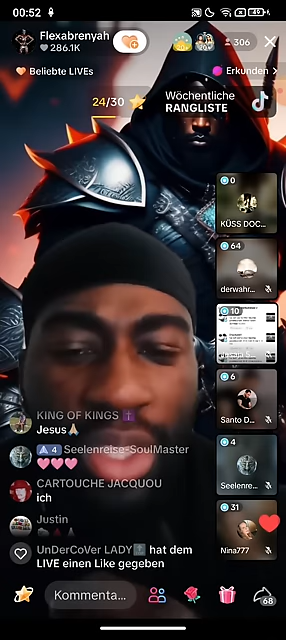 00:52
49
Flexabrenyah
286.1K
306
Beliebte LIVEs
Erkunden >
24/30
Wöchentliche
RANGLISTE
0
KÜSS DOC...
64
derwahr...
10
6
Santo D...
4
Seelenre...
31
Nina777
KING OF KINGS
Jesus
4 Seelenreise-SoulMaster
CARTOUCHE JACQUOU
ich
Justin
UnDerCoVer LADY hat dem
LIVE einen Like gegeben
Kommenta...
68